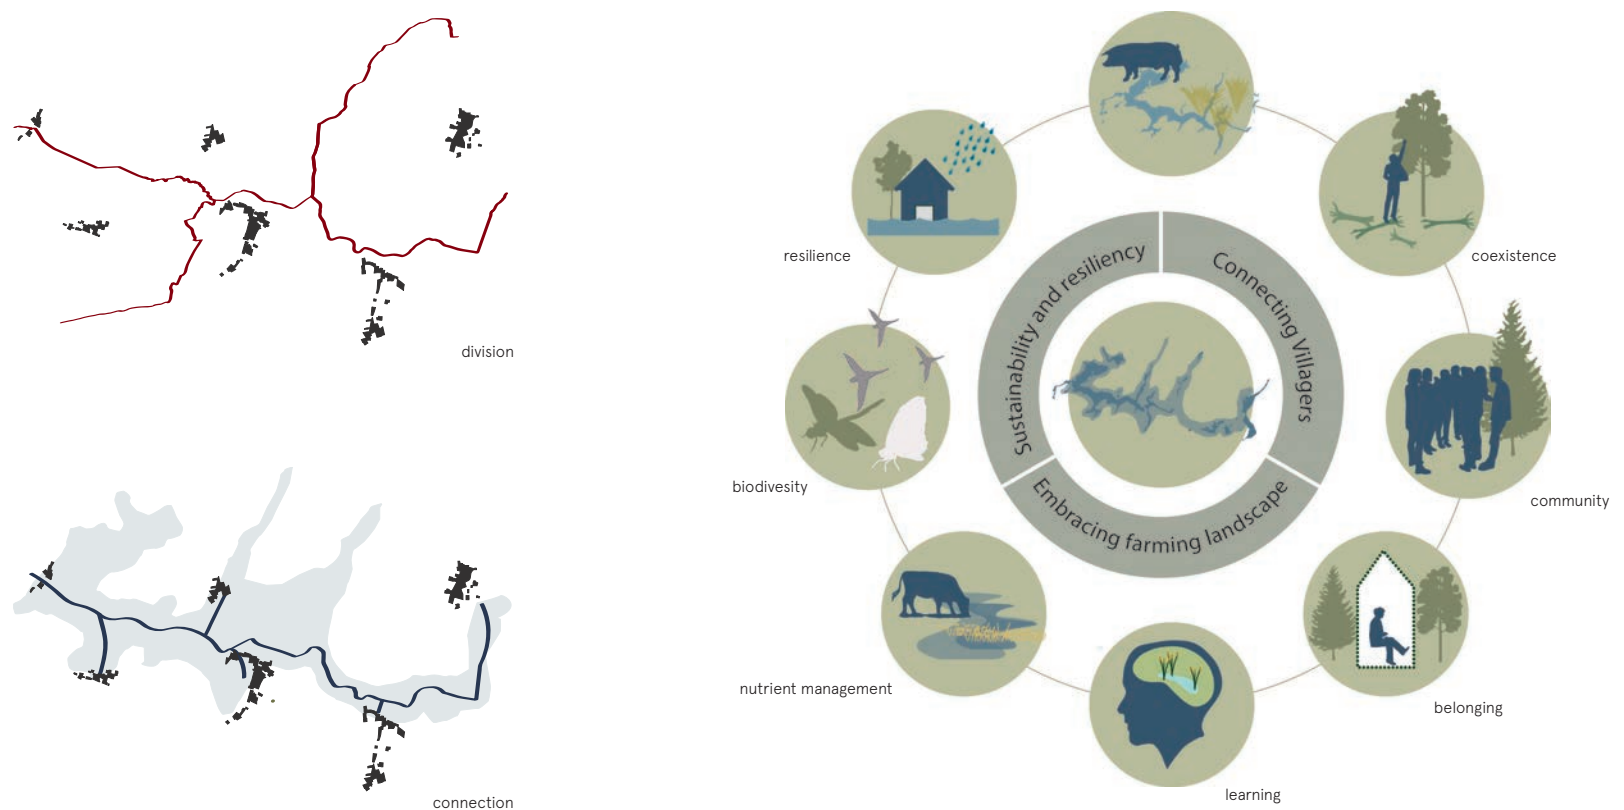 division
connection
resilience
coexistence
Sustainability and resiliency
Connecting Villagers
Embracing farming landscape
biodivesity
community
nutrient management
belonging
learning